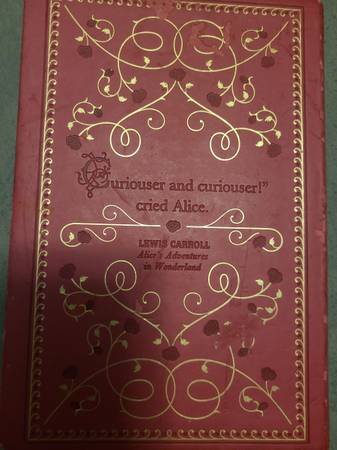 "Curiouser and curiouser!"
cried Alice.
LEWIS CARROLL
Alice's Adventures
in Wonderland